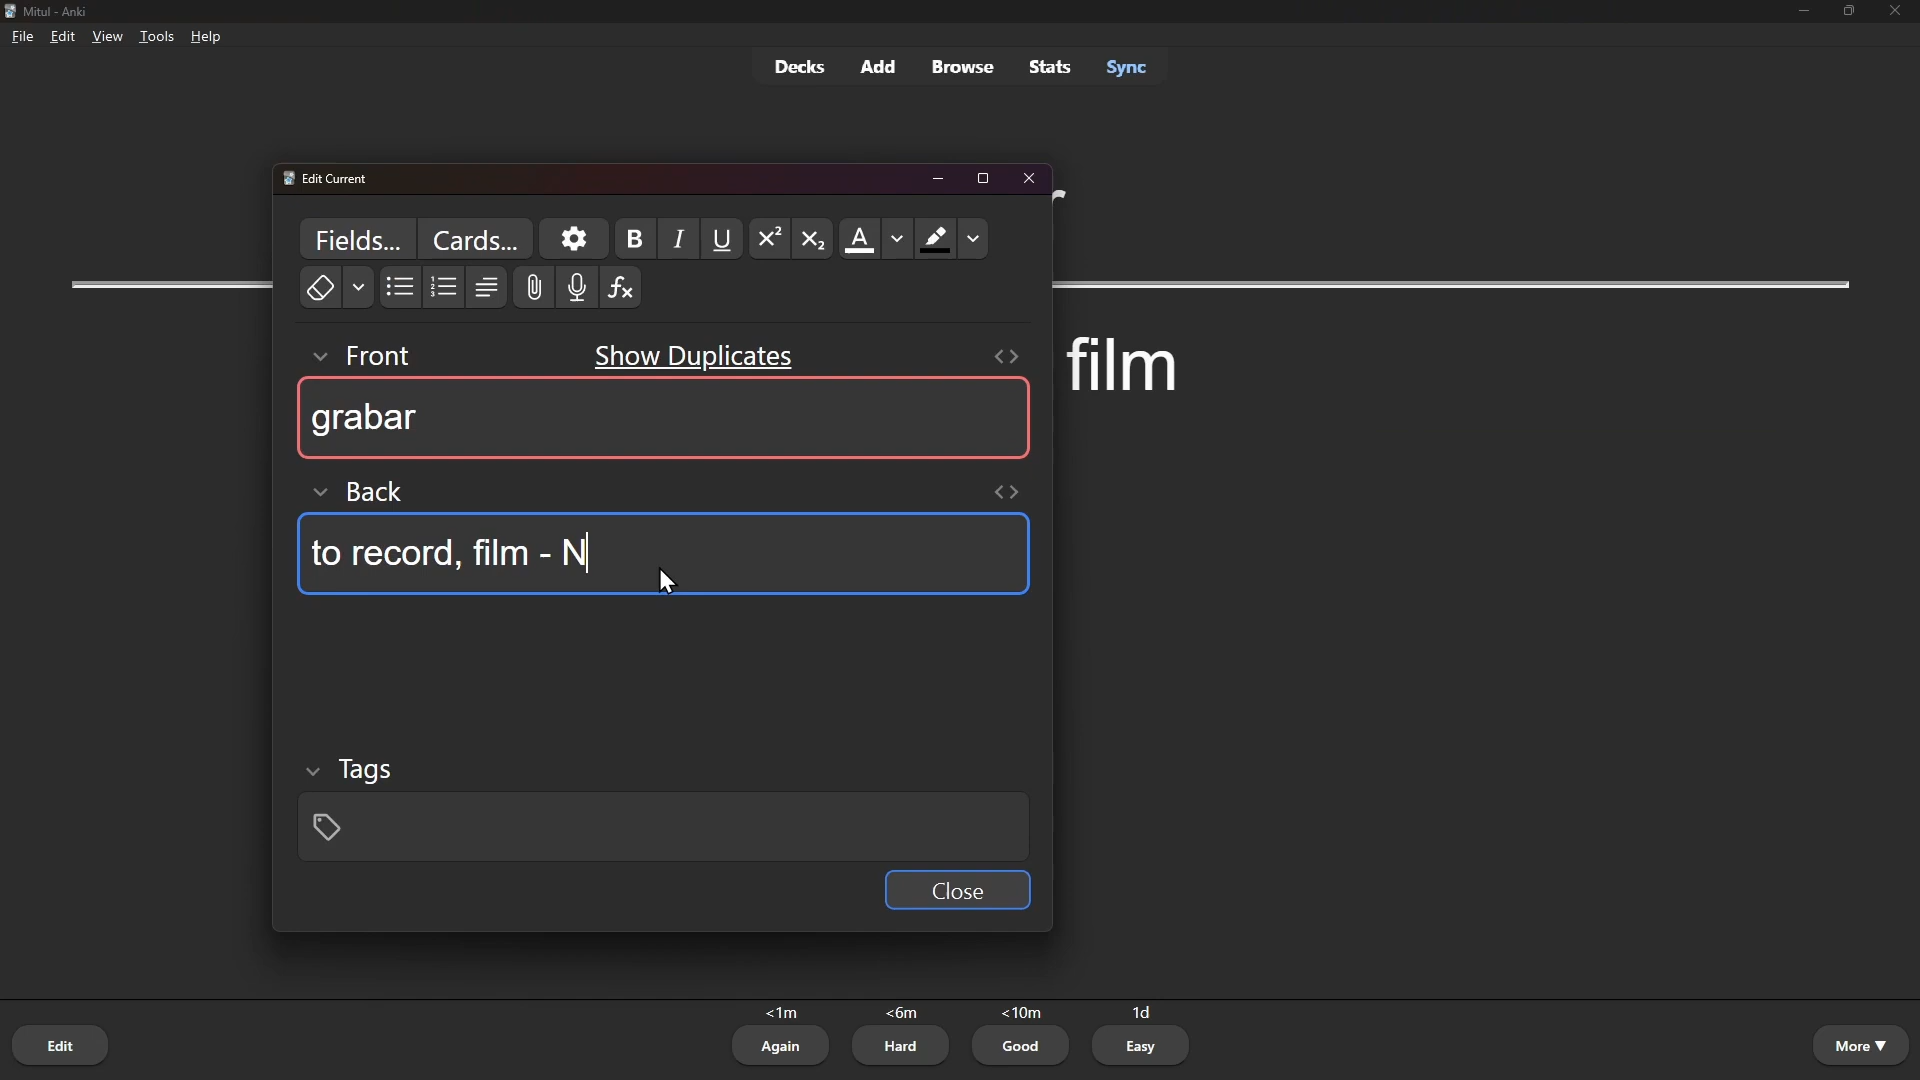 Mitul - Anki
File Edit View Tools Help
Decks Add Browse Stats Sync
Edit Current
Fields... Cards...
Front Show Duplicates
film
grabar
Back
to record, film - N
Tags
Close
<1m <6m <10m 1d
Edit Again Hard Good Easy More ▼